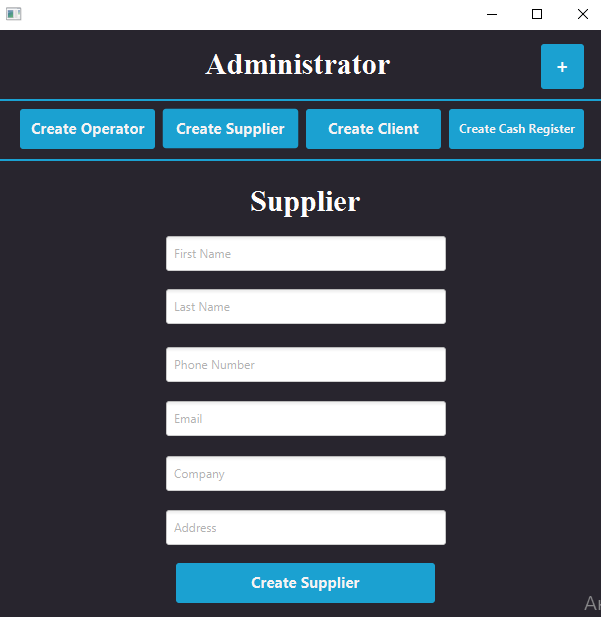 Administrator
+
Create Operator
Create Supplier
Create Client
Create Cash Register
Supplier
First Name
Last Name
Phone Number
Email
Company
Address
Create Supplier